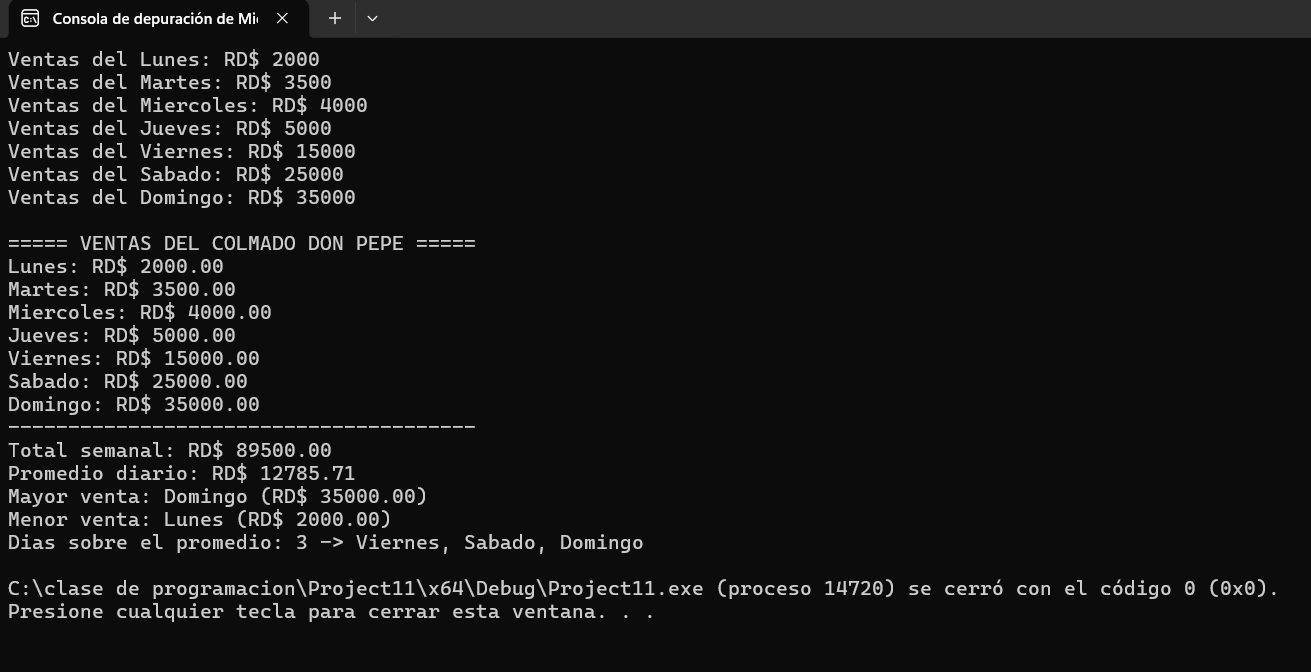 Consola de depuración de Mi
Ventas del Lunes: RD$ 2000
Ventas del Martes: RD$ 3500
Ventas del Miercoles: RD$ 4000
Ventas del Jueves: RD$ 5000
Ventas del Viernes: RD$ 15000
Ventas del Sabado: RD$ 25000
Ventas del Domingo: RD$ 35000
===== VENTAS DEL COLMADO DON PEPE =====
Lunes: RD$ 2000.00
Martes: RD$ 3500.00
Miercoles: RD$ 4000.00
Jueves: RD$ 5000.00
Viernes: RD$ 15000.00
Sabado: RD$ 25000.00
Domingo: RD$ 35000.00
---------------------------------------
Total semanal: RD$ 89500.00
Promedio diario: RD$ 12785.71
Mayor venta: Domingo (RD$ 35000.00)
Menor venta: Lunes (RD$ 2000.00)
Dias sobre el promedio: 3 -> Viernes, Sabado, Domingo
C:\clase de programacion\Project11\x64\Debug\Project11.exe (proceso 14720) se cerró con el código 0 (0x0).
Presione cualquier tecla para cerrar esta ventana. . .